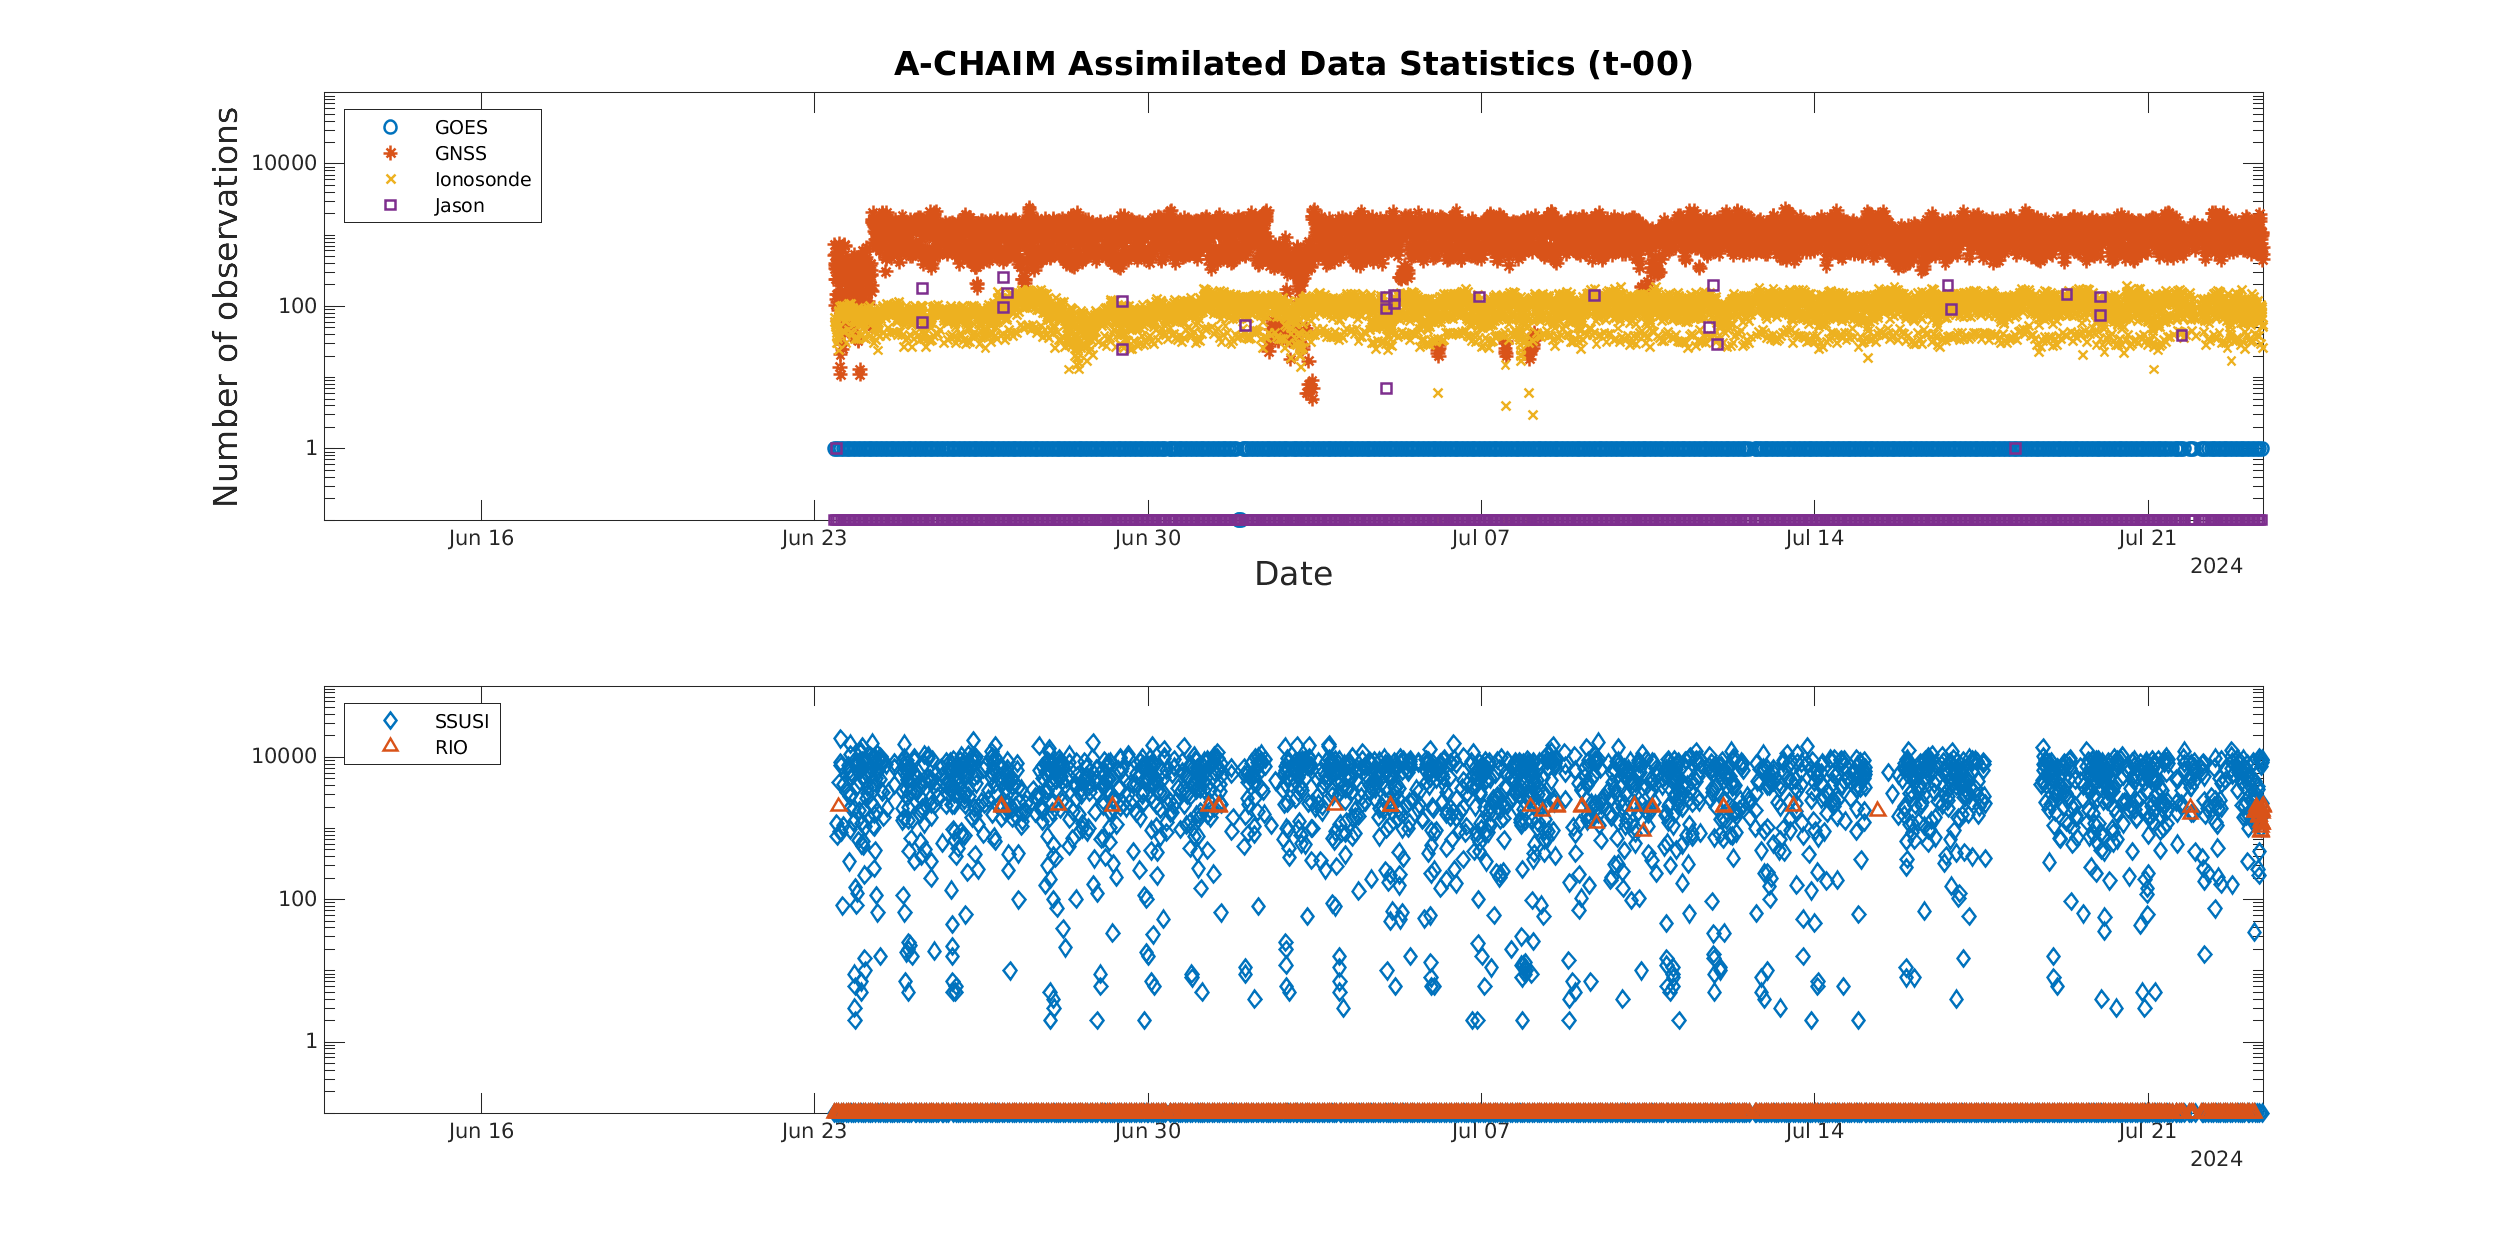 A-CHAIM Assimilated Data Statistics (t-00)
Number of observations
10000
100
1
GOES
GNSS
Ionosonde
Jason
Jun 16
Jun 23
Jun 30
Jul 07
Jul 14
Jul 21
2024
Date
10000
100
1
SSUSI
RIO
Jun 16
Jun 23
Jun 30
Jul 07
Jul 14
Jul 21
2024